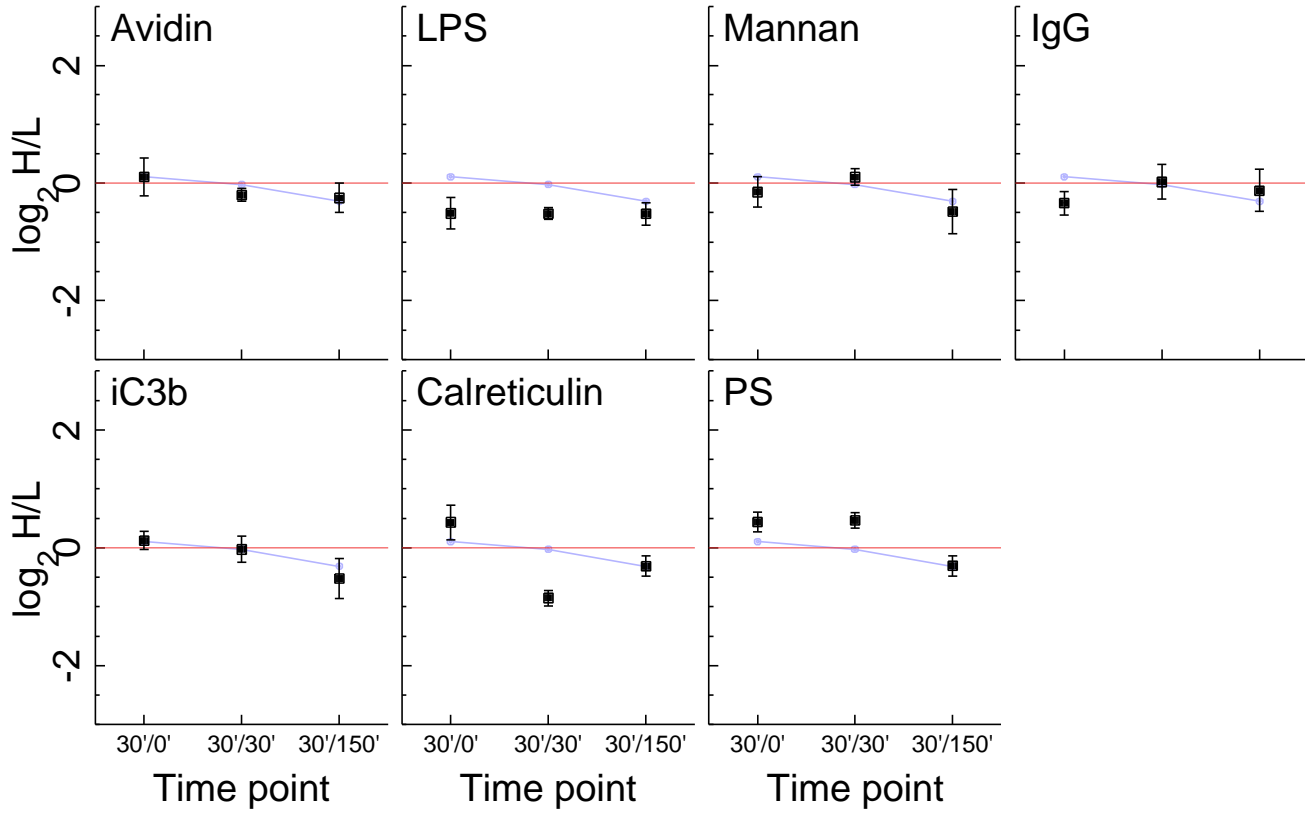 Avidin
LPS
Mannan
IgG
2
0
-2
log2 H/L
iC3b
Calreticulin
PS
2
0
-2
log2 H/L
30'/0' 30'/30' 30'/150'
30'/0' 30'/30' 30'/150'
30'/0' 30'/30' 30'/150'
Time point
Time point
Time point